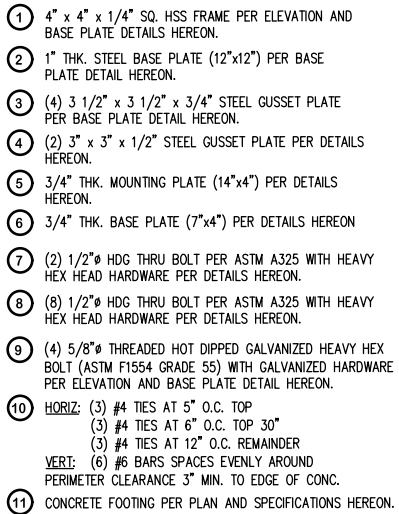 1 4" x 4" x 1/4" SQ. HSS FRAME PER ELEVATION AND
BASE PLATE DETAILS HEREON.
2 1" THK. STEEL BASE PLATE (12"x12") PER BASE
PLATE DETAIL HEREON.
3 (4) 3 1/2" x 3 1/2" x 3/4" STEEL GUSSET PLATE
PER BASE PLATE DETAIL HEREON.
4 (2) 3" x 3" x 1/2" STEEL GUSSET PLATE PER DETAILS
HEREON.
5 3/4" THK. MOUNTING PLATE (14"x4") PER DETAILS
HEREON.
6 3/4" THK. BASE PLATE (7"x4") PER DETAILS HEREON
7 (2) 1/2"ø HDG THRU BOLT PER ASTM A325 WITH HEAVY
HEX HEAD HARDWARE PER DETAILS HEREON.
8 (8) 1/2"ø HDG THRU BOLT PER ASTM A325 WITH HEAVY
HEX HEAD HARDWARE PER DETAILS HEREON.
9 (4) 5/8"ø THREADED HOT DIPPED GALVANIZED HEAVY HEX
BOLT (ASTM F1554 GRADE 55) WITH GALVANIZED HARDWARE
PER ELEVATION AND BASE PLATE DETAIL HEREON.
10 HORIZ: (3) #4 TIES AT 5" O.C. TOP
(3) #4 TIES AT 6" O.C. TOP 30"
(3) #4 TIES AT 12" O.C. REMAINDER
VERT: (6) #6 BARS SPACES EVENLY AROUND
PERIMETER CLEARANCE 3" MIN. TO EDGE OF CONC.
11 CONCRETE FOOTING PER PLAN AND SPECIFICATIONS HEREON.